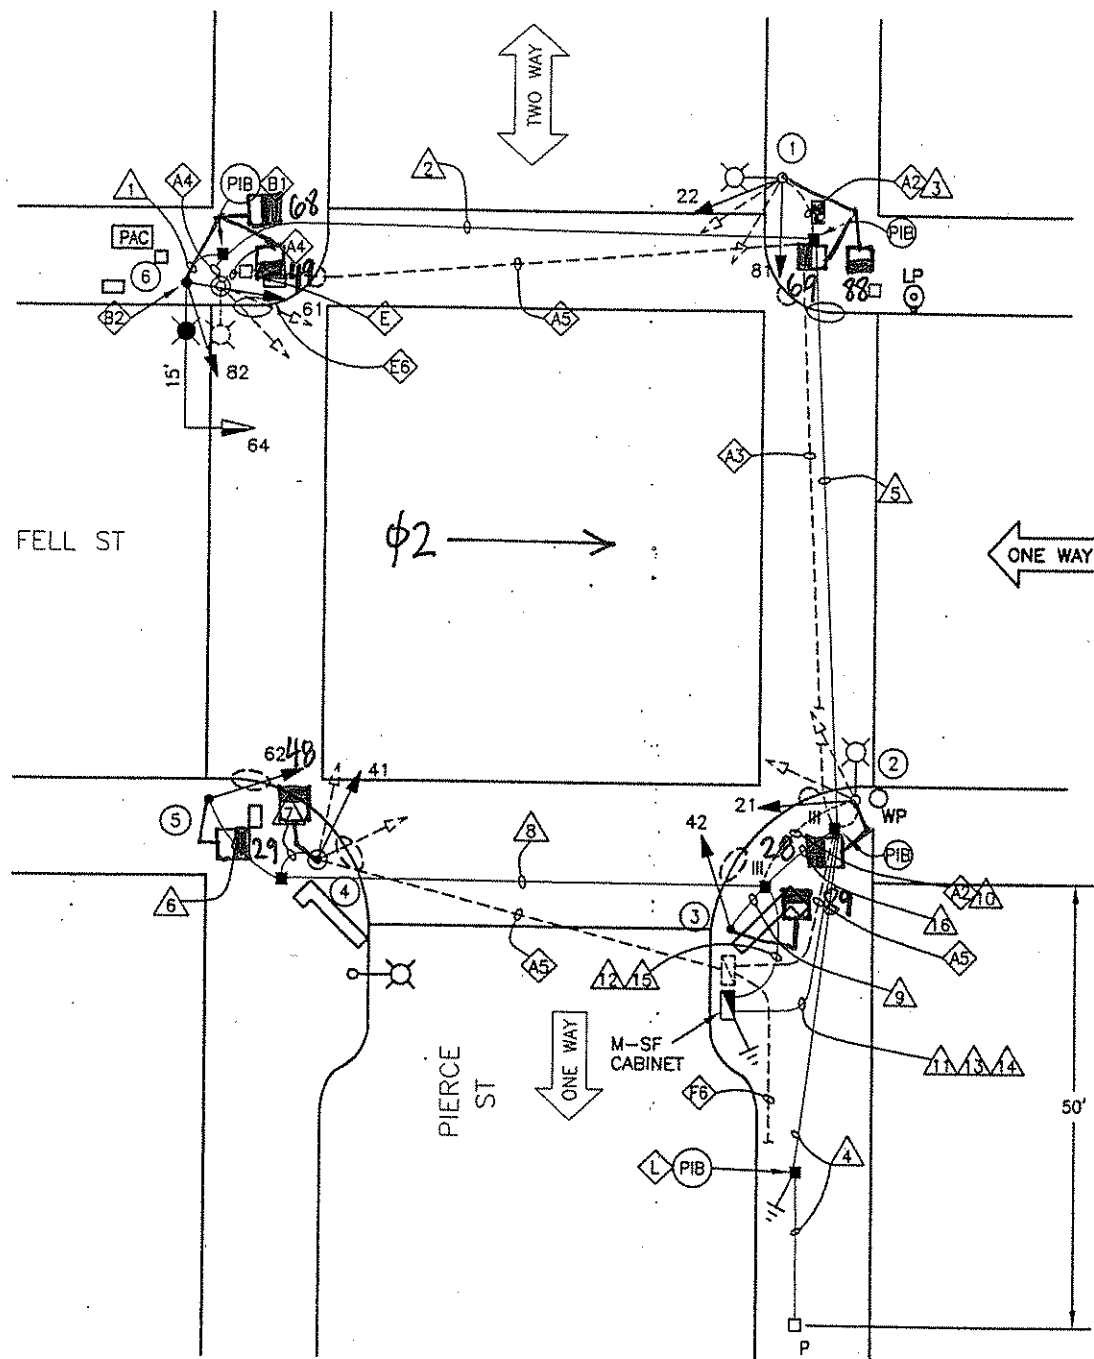 TWO WAY
1
2
1
A4
PIB
B1
68
22
A2
3
PAC
6
A4
49
PIB
81
69
88
LP
B2
61
E
A5
E6
15'
82
64
A3
5
FELL ST
φ2
ONE WAY
62
48
41
2
5
7
21
WP
42
8
28
PIB
29
4
6
3
A2
10
16
A5
A5
12
15
9
M-SF
CABINET
ONE WAY
PIERCE
ST
11
13
14
F6
50'
L
PIB
4
P